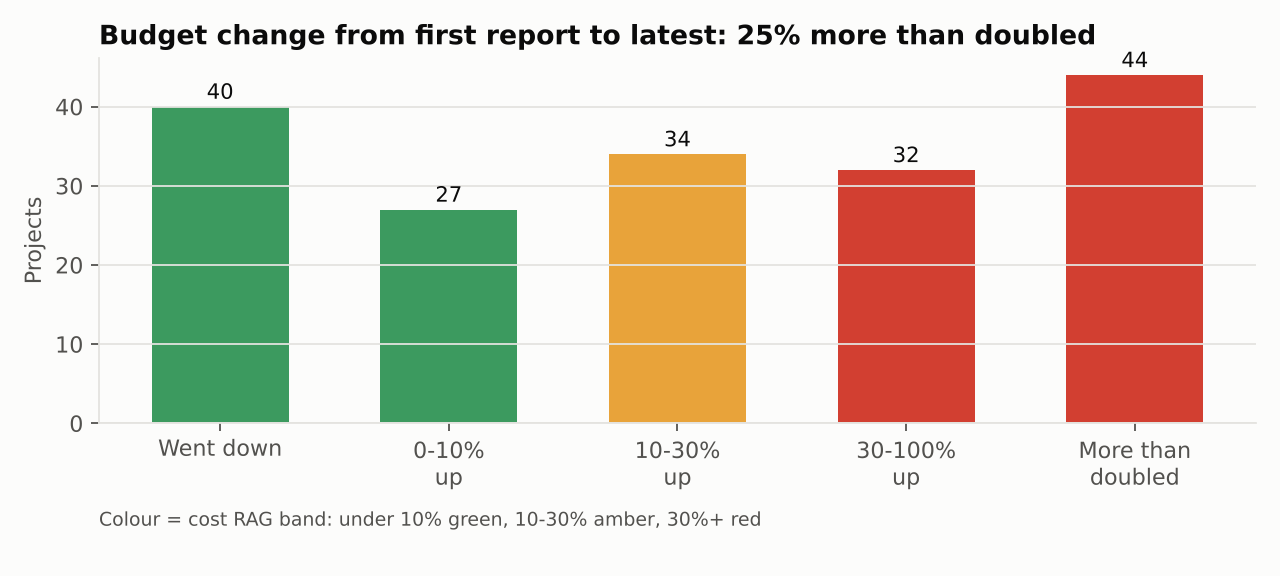 Budget change from first report to latest: 25% more than doubled
44
40
40
34
32
30
27
20
10
0
Projects
Went down
0-10%
up
10-30%
up
30-100%
up
More than
doubled
Colour = cost RAG band: under 10% green, 10-30% amber, 30%+ red